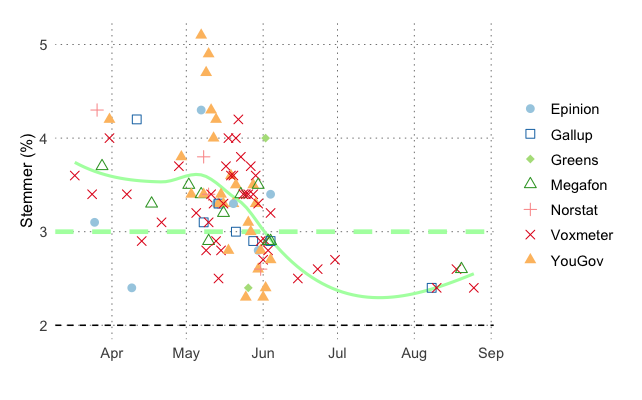 Stemmer (%)
5
4
3
2
Apr
May
Jun
Jul
Aug
Sep
Epinion
Gallup
Greens
Megafon
Norstat
Voxmeter
YouGov